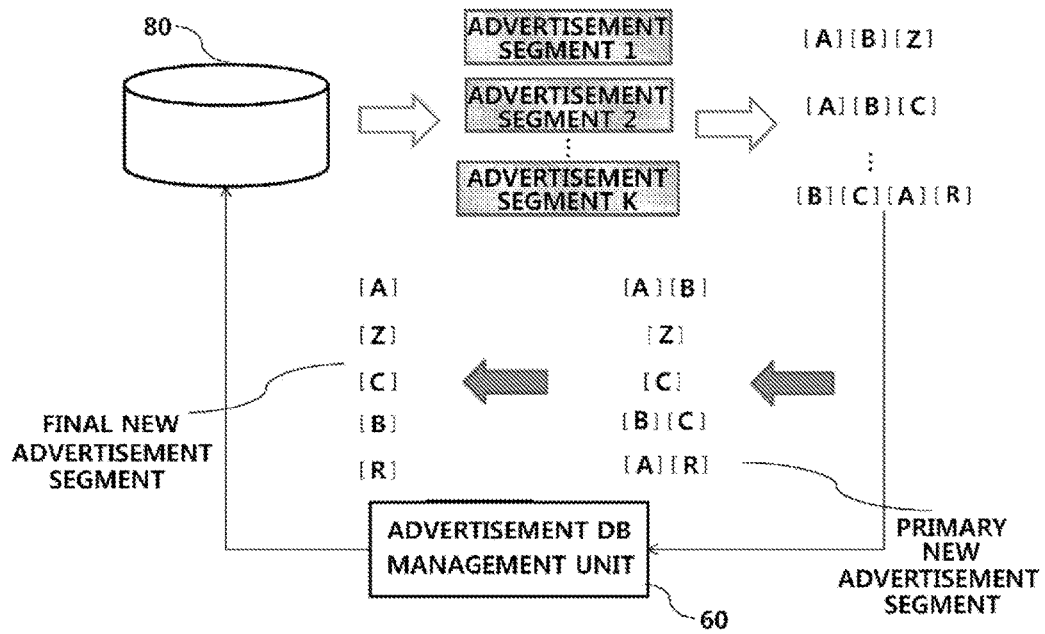 80
ADVERTISEMENT
SEGMENT 1
[A][B][Z]
ADVERTISEMENT
SEGMENT 2
[A][B][C]
ADVERTISEMENT
SEGMENT K
[B][C][A][R]
[A]
[Z]
[C]
[B]
[R]
[A][B]
[Z]
[C]
[B][C]
[A][R]
FINAL NEW
ADVERTISEMENT
SEGMENT
ADVERTISEMENT DB
MANAGEMENT UNIT
60
PRIMARY
NEW
ADVERTISEMENT
SEGMENT